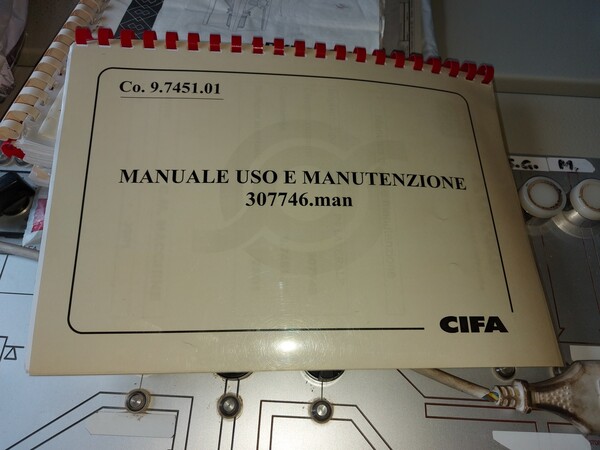 Co. 9.7451.01
MANUALE USO E MANUTENZIONE
307746.man
CIFA